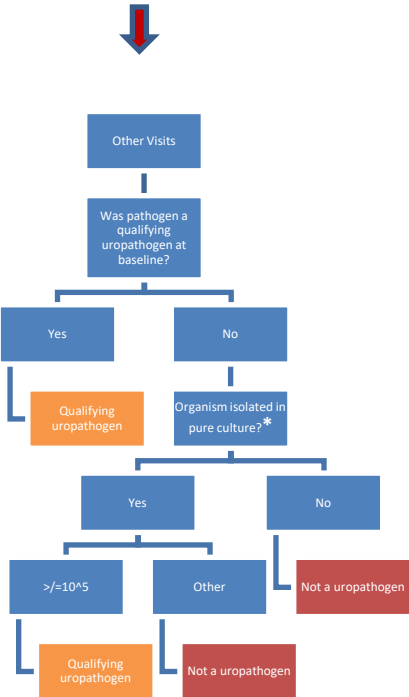 Other Visits
Was pathogen a
qualifying
uropathogen at
baseline?
Yes
No
Qualifying
uropathogen
Organism isolated in
pure culture?*
Yes
No
>/=10^5
Other
Not a uropathogen
Qualifying
uropathogen
Not a uropathogen